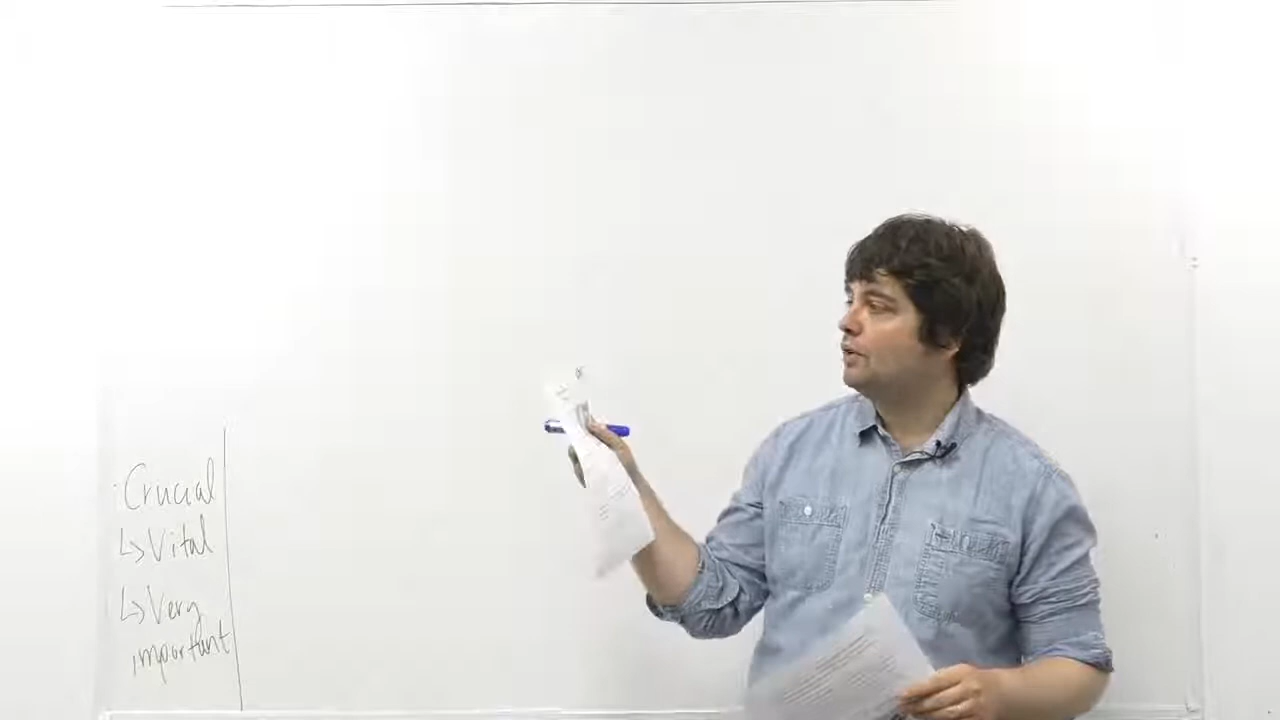 Crucial
↳ Vital
↳ Very
important